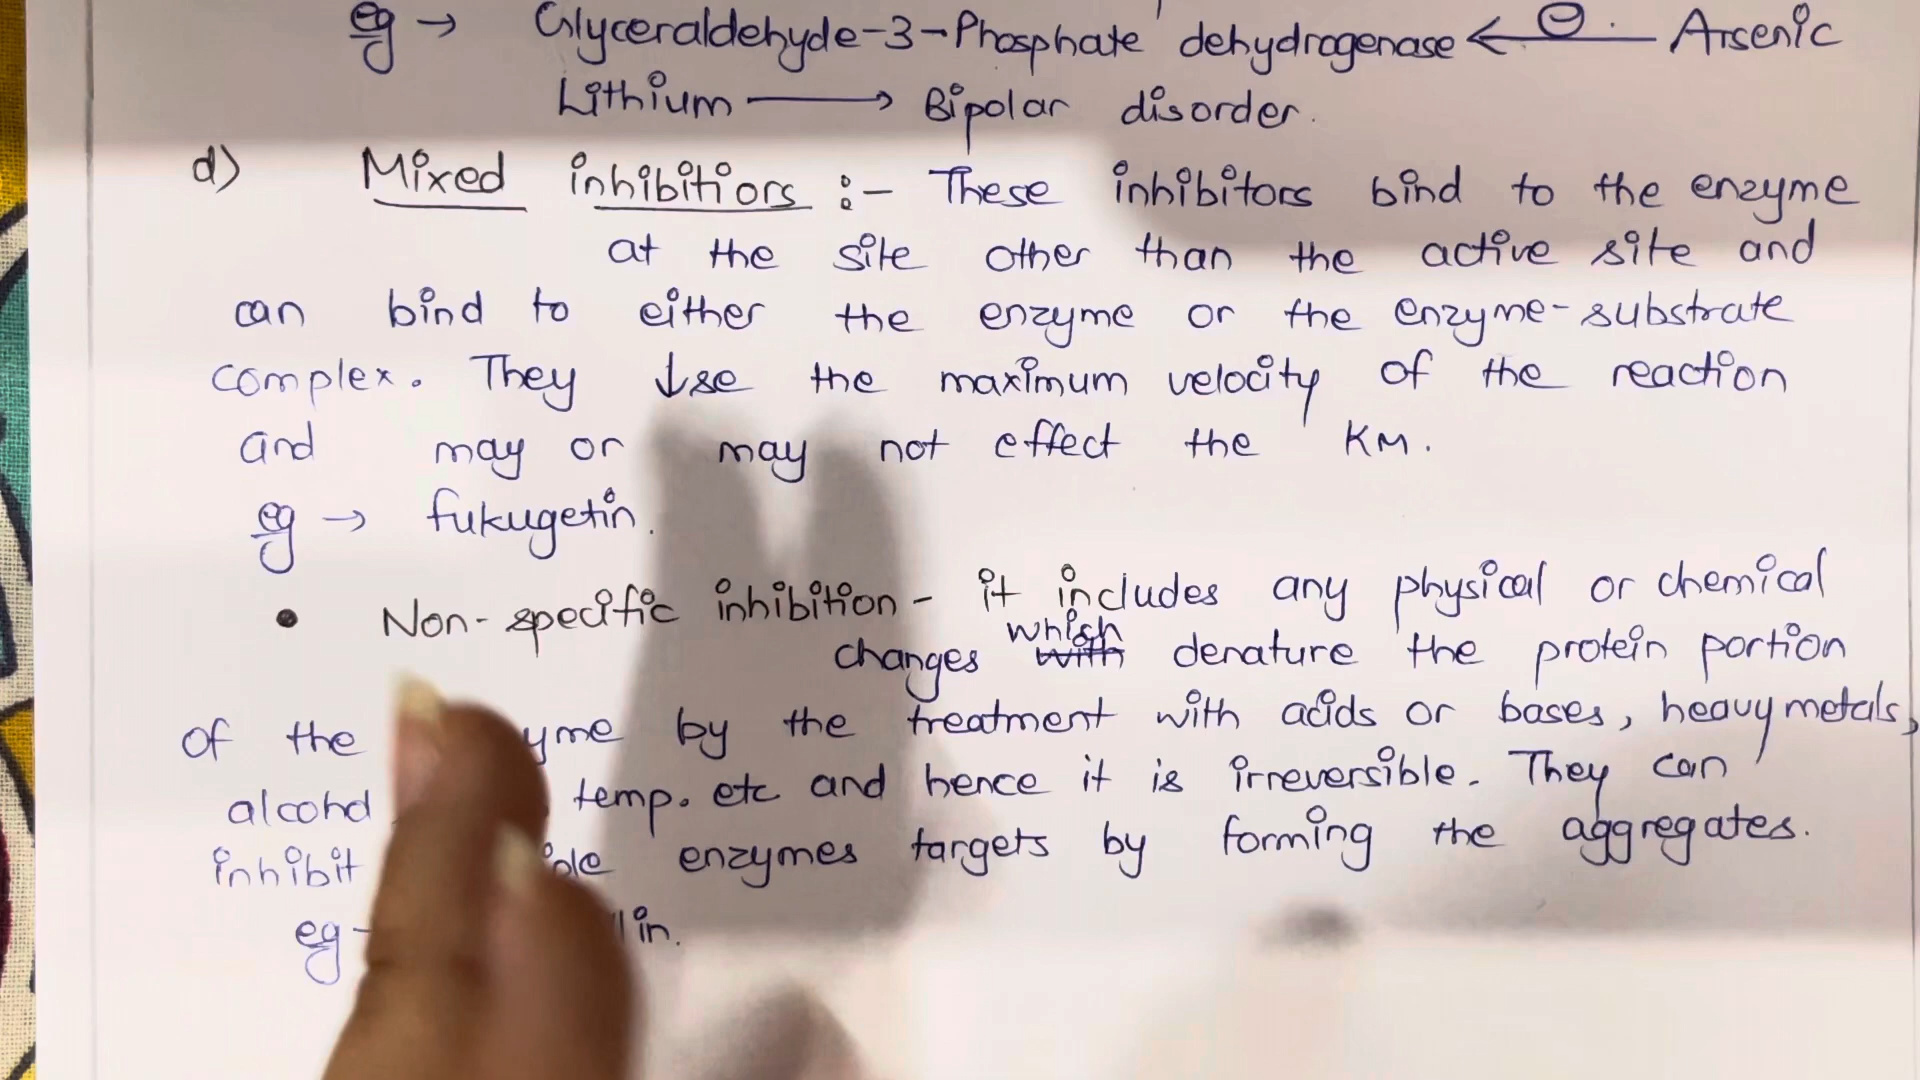 eg → Glyceraldehyde-3-Phosphate dehydrogenase ← ⊖ Arsenic
Lithium → Bipolar disorder.
d) Mixed inhibitiors :- These inhibitors bind to the enzyme
at the site other than the active site and
can bind to either the enzyme or the enzyme-substrate
complex. They ↓se the maximum velocity of the reaction
and may or may not effect the KM.
eg → fukugetin.
• Non-specific inhibition - it includes any physical or chemical
which
changes with denature the protein portion
of the yme by the treatment with acids or bases, heavy metals,
alcohol temp. etc and hence it is irreversible. They can
inhibit enzymes targets by forming the aggregates.
eg